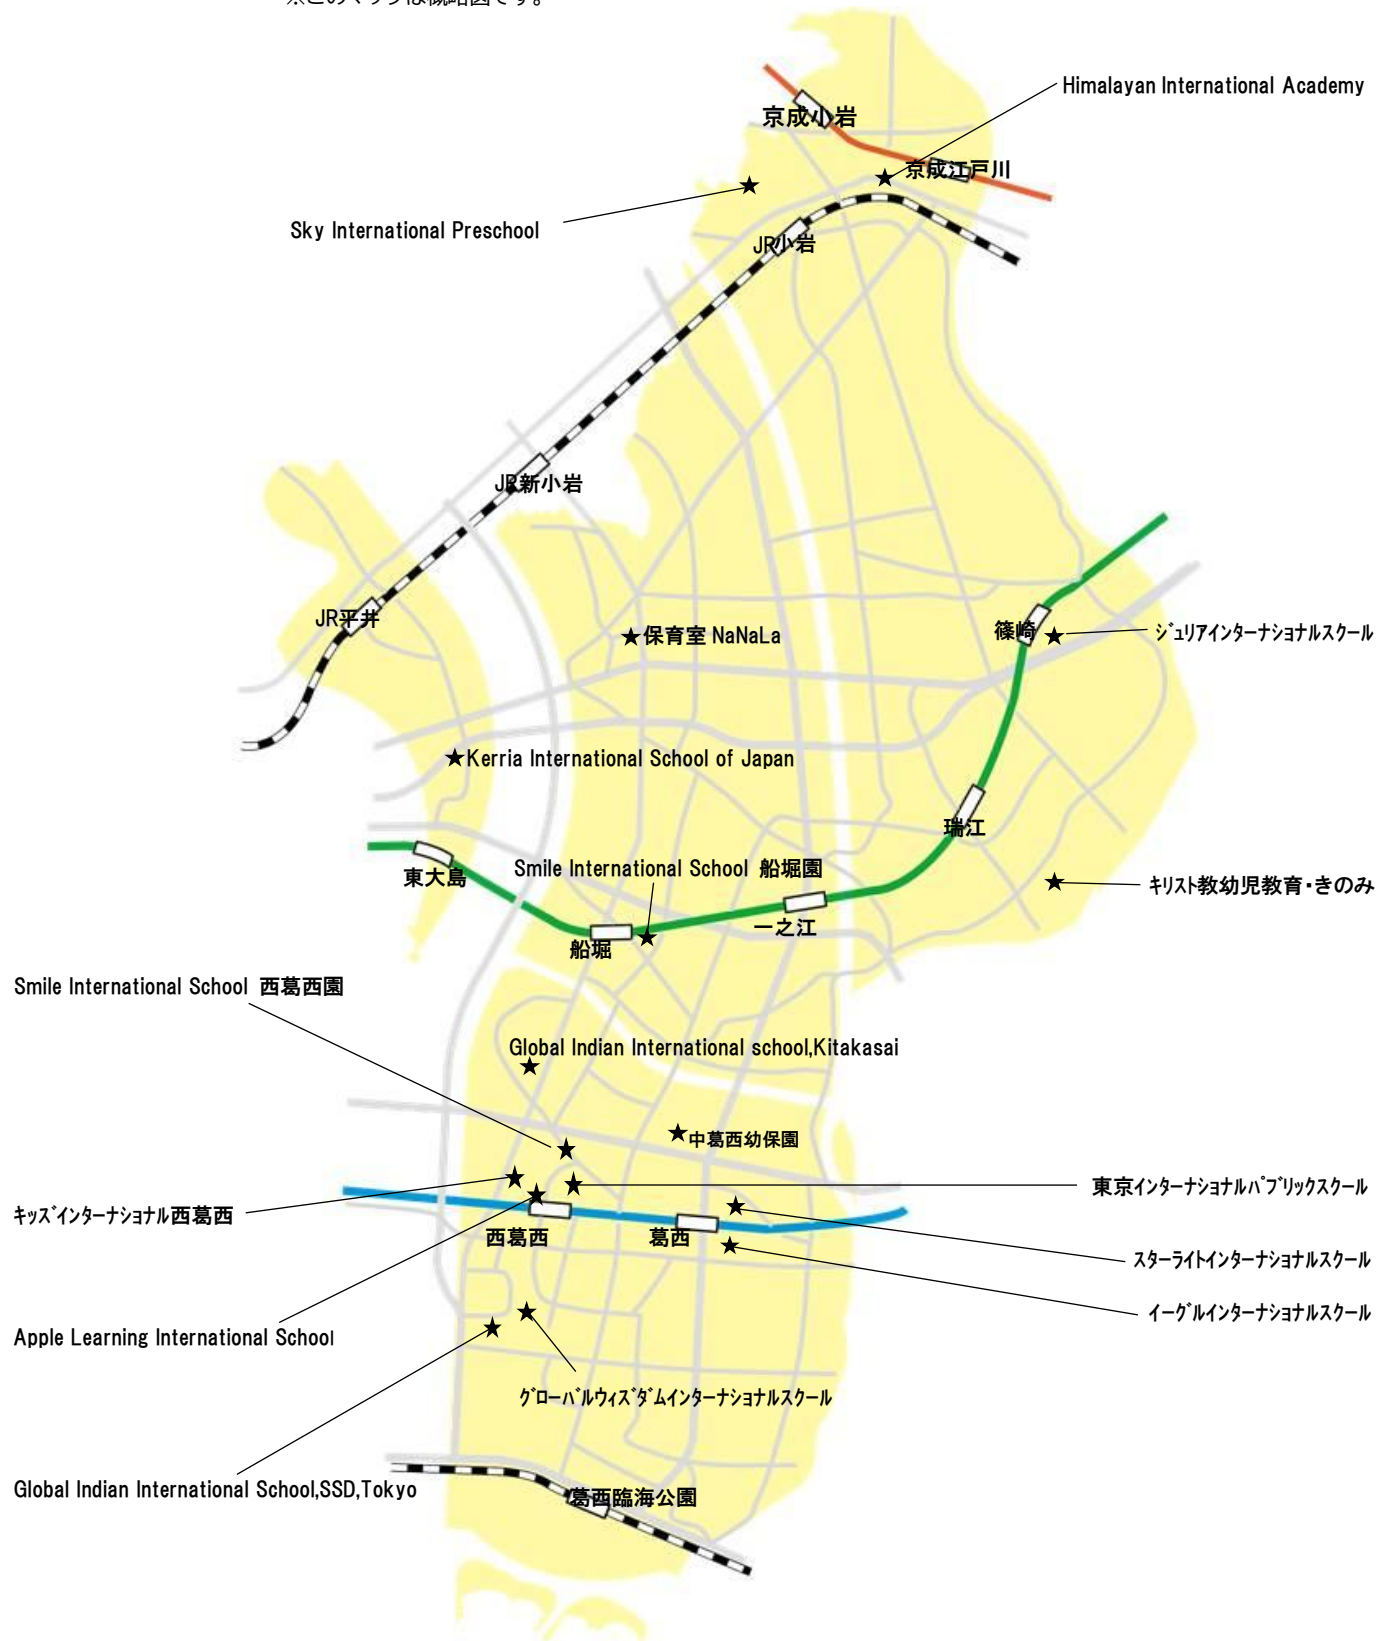 ※このマップは概略図です。
Himalayan International Academy
京成小岩
京成江戸川
Sky International Preschool
JR小岩
JR新小岩
JR平井
★保育室 NaNaLa
篠崎
ジュリアインターナショナルスクール
★Kerria International School of Japan
瑞江
Smile International School 船堀園
東大島
キリスト教幼児教育・きのみ
一之江
船堀
Smile International School 西葛西園
Global Indian International school,Kitakasai
★中葛西幼保園
東京インターナショナルパブリックスクール
キッズインターナショナル西葛西
西葛西
葛西
スターライトインターナショナルスクール
イーグルインターナショナルスクール
Apple Learning International School
グローバルウィズダムインターナショナルスクール
Global Indian International School,SSD,Tokyo
葛西臨海公園